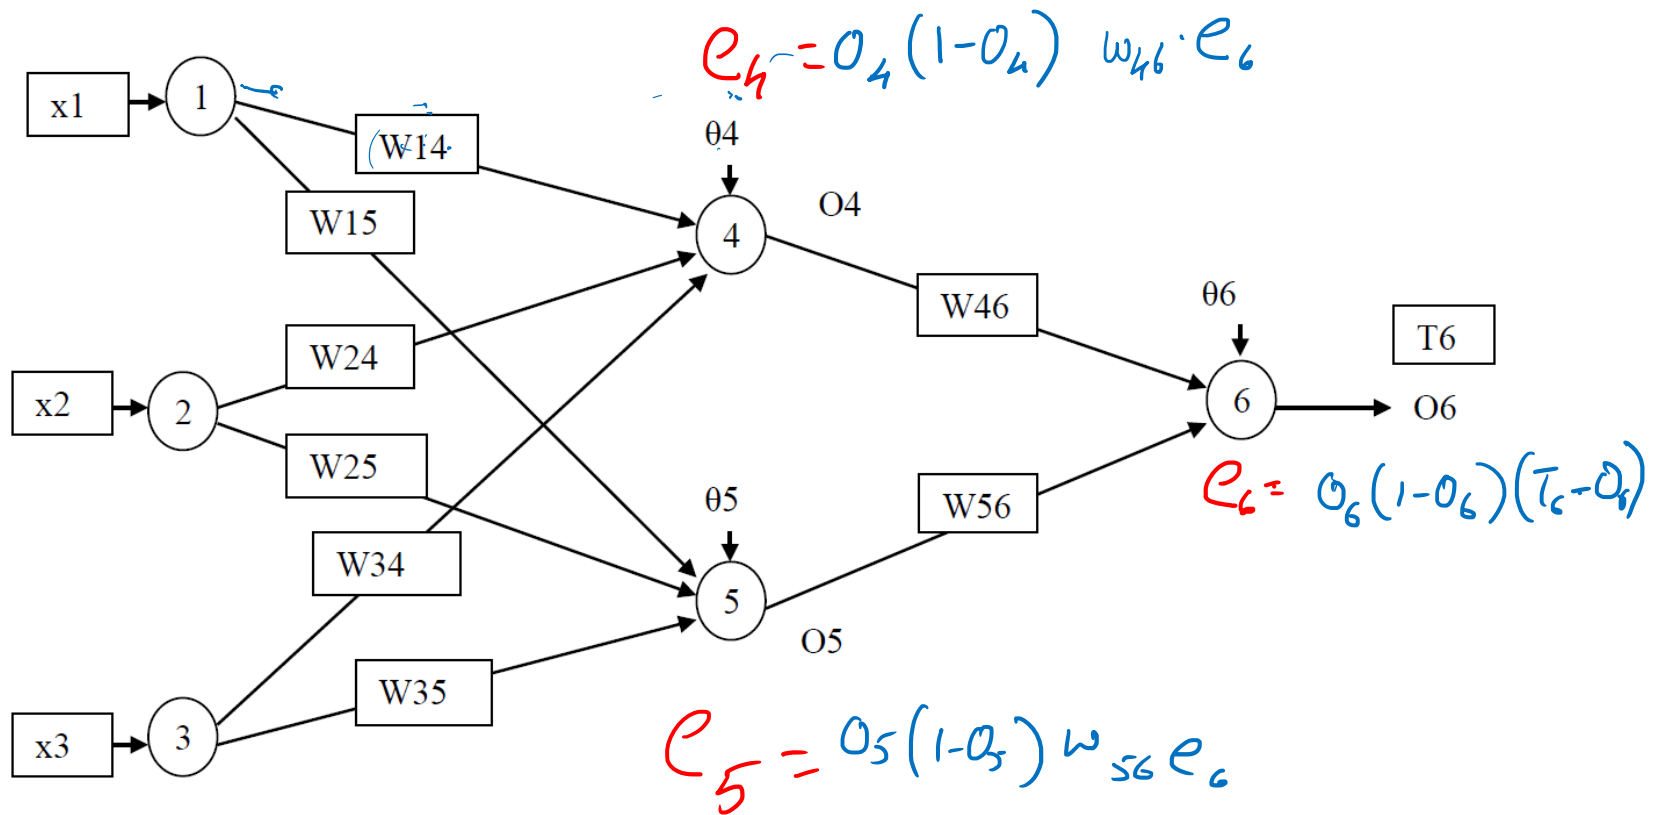 e4 = O4 (1-O4) w46 · e6
x1
1
W14
θ4
W15
O4
4
W24
W46
θ6
T6
x2
2
6
O6
W25
e6 = O6 (1-O6) (T6-O6)
W34
θ5
W56
5
O5
W35
x3
3
e5 = O5 (1-O5) w56 e6